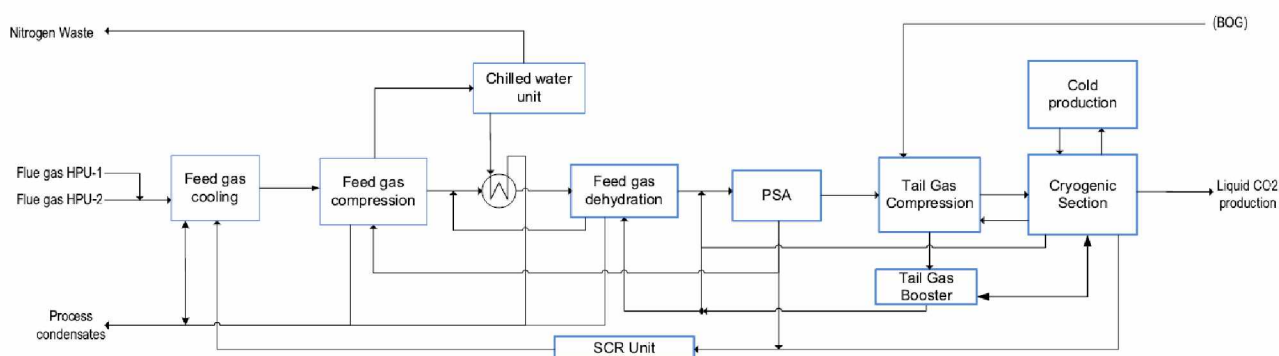 (BOG)
Nitrogen Waste
Chilled water
unit
Cold
production
Flue gas HPU-1
Flue gas HPU-2
Feed gas
cooling
Feed gas
compression
Feed gas
dehydration
PSA
Tail Gas
Compression
Cryogenic
Section
Liquid CO2
production
Tail Gas
Booster
Process
condensates
SCR Unit